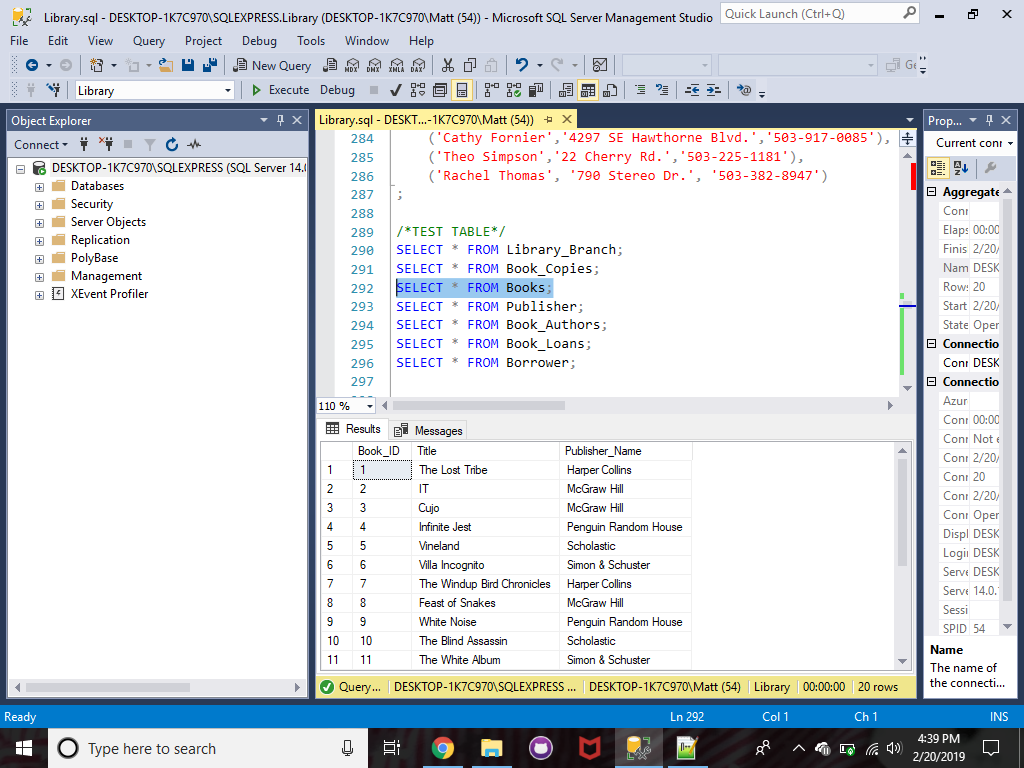 Library.sql - DESKTOP-1K7C970\SQLEXPRESS.Library (DESKTOP-1K7C970\Matt (54)) - Microsoft SQL Server Management Studio
Quick Launch (Ctrl+Q)
File Edit View Query Project Debug Tools Window Help
New Query MDX DMX XMLA DAX
Library Execute Debug
Object Explorer
Connect
DESKTOP-1K7C970\SQLEXPRESS (SQL Server 14.0
Databases
Security
Server Objects
Replication
PolyBase
Management
XEvent Profiler
Library.sql - DESKT...-1K7C970\Matt (54))
284 ('Cathy Fornier','4297 SE Hawthorne Blvd.','503-917-0085'),
285 ('Theo Simpson','22 Cherry Rd.','503-225-1181'),
286 ('Rachel Thomas', '790 Stereo Dr.', '503-382-8947')
287 ;
288
289 /*TEST TABLE*/
290 SELECT * FROM Library_Branch;
291 SELECT * FROM Book_Copies;
292 SELECT * FROM Books;
293 SELECT * FROM Publisher;
294 SELECT * FROM Book_Authors;
295 SELECT * FROM Book_Loans;
296 SELECT * FROM Borrower;
297
110 %
Results Messages
Book_ID Title Publisher_Name
1 1 The Lost Tribe Harper Collins
2 2 IT McGraw Hill
3 3 Cujo McGraw Hill
4 4 Infinite Jest Penguin Random House
5 5 Vineland Scholastic
6 6 Villa Incognito Simon & Schuster
7 7 The Windup Bird Chronicles Harper Collins
8 8 Feast of Snakes McGraw Hill
9 9 White Noise Penguin Random House
10 10 The Blind Assassin Scholastic
11 11 The White Album Simon & Schuster
Query... DESKTOP-1K7C970\SQLEXPRESS ... DESKTOP-1K7C970\Matt (54) Library 00:00:00 20 rows
Prop...
Current conr
Aggregate
Conr
Elaps 00:00
Finis 2/20/
Nam DESK
Rows 20
Start 2/20/
State Oper
Connectio
Conr DESK
Connectio
Azur
Conr 00:00
Conr Not e
Conr 2/20/
Conr 20
Conr 2/20/
Conr Oper
Displ DESK
Logi DESK
Serve DESK
Serve 14.0.
Sessi
SPID 54
Name
The name of
the connecti...
Ready Ln 292 Col 1 Ch 1 INS
Type here to search
4:39 PM
2/20/2019